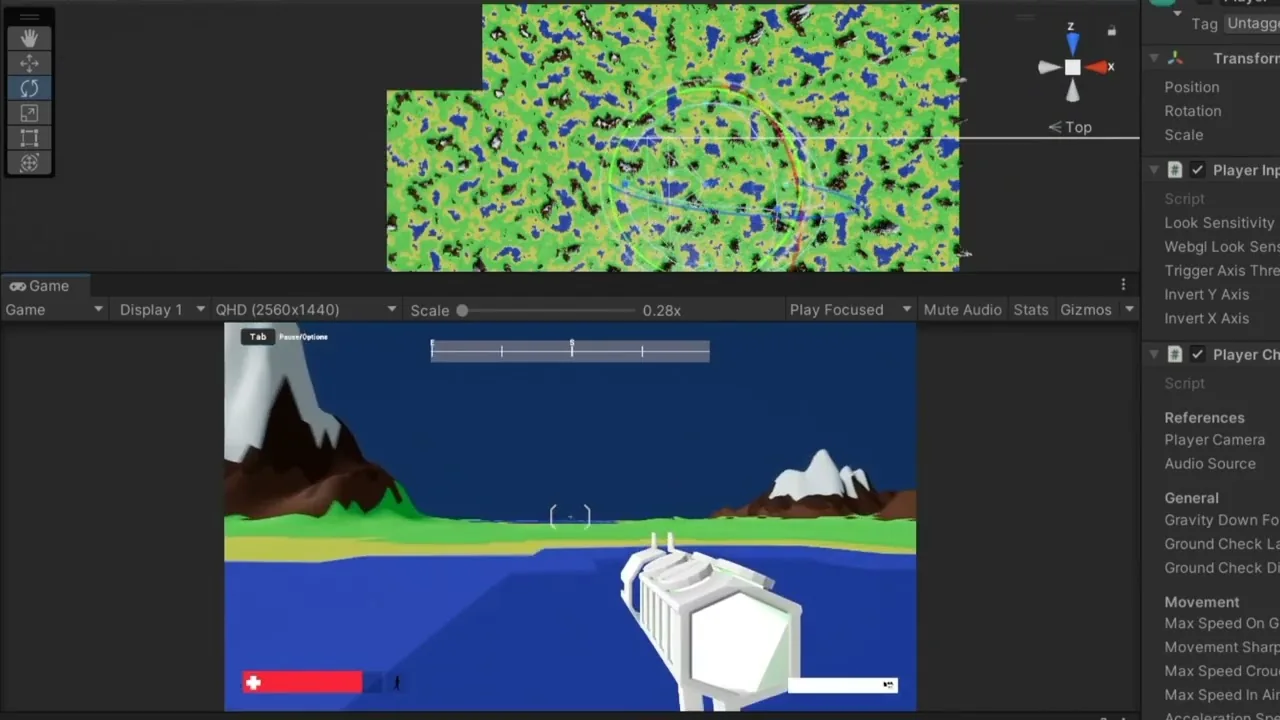 Tag Untagg
Z
X
Top
Transform
Position
Rotation
Scale
Player Inp
Script
Look Sensitivity
Webgl Look Sens
Trigger Axis Thre
Invert Y Axis
Invert X Axis
Game
Game Display 1 QHD (2560x1440) Scale 0.28x Play Focused Mute Audio Stats Gizmos
Tab Pause/Options
E S
Player Ch
Script
References
Player Camera
Audio Source
General
Gravity Down Fo
Ground Check La
Ground Check Di
Movement
Max Speed On G
Movement Sharp
Max Speed Crou
Max Speed In Air
Acceleration Spe